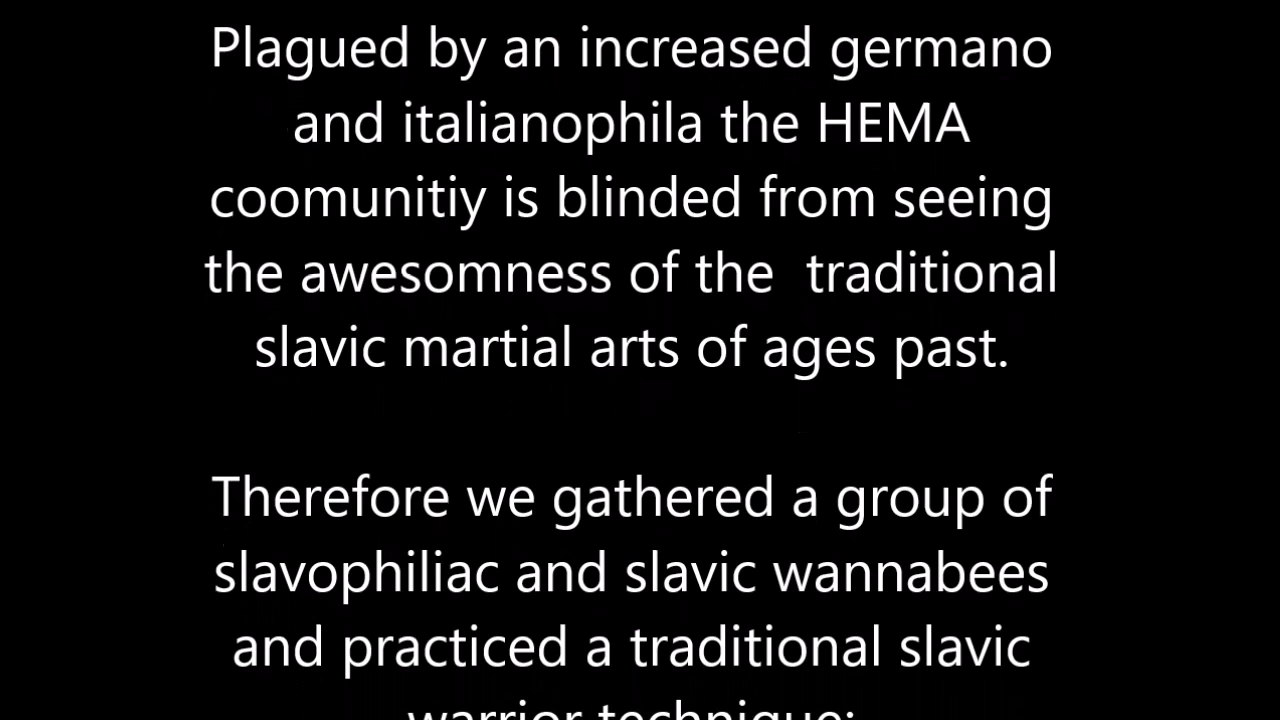 Plagued by an increased germano
and italianophila the HEMA
coomunitiy is blinded from seeing
the awesomness of the  traditional
slavic martial arts of ages past.
Therefore we gathered a group of
slavophiliac and slavic wannabees
and practiced a traditional slavic
warrior technique: